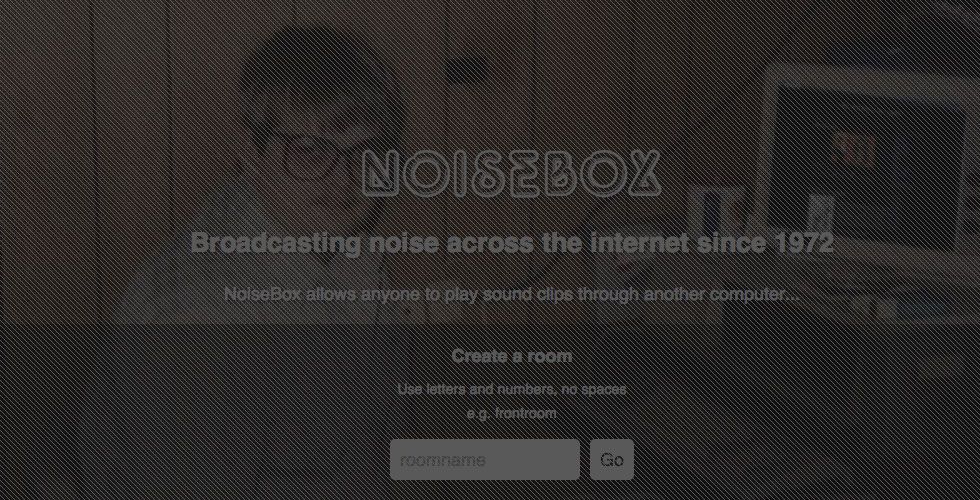 NOISEBOX
Broadcasting noise across the internet since 1972
NoiseBox allows anyone to play sound clips through another computer...
Create a room
Use letters and numbers, no spaces
e.g. frontroom
roomname
Go